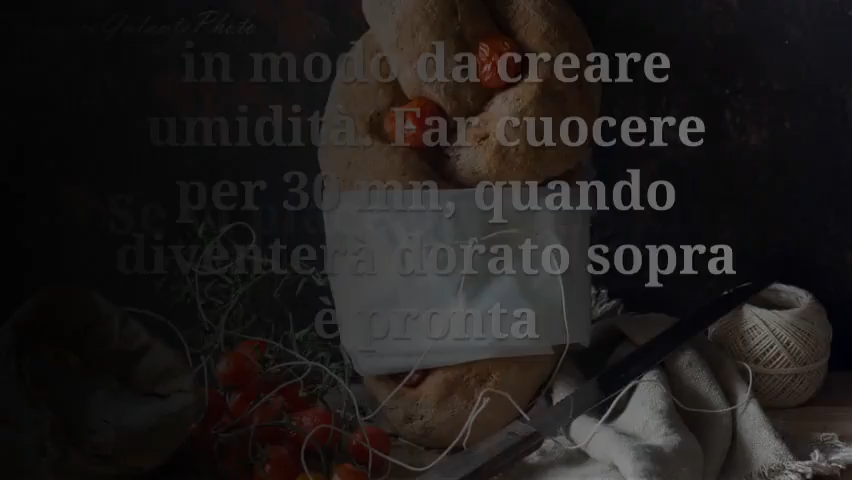 in modo da creare
umidità. Far cuocere
per 30 mn, quando
diventerà dorato sopra
è pronta